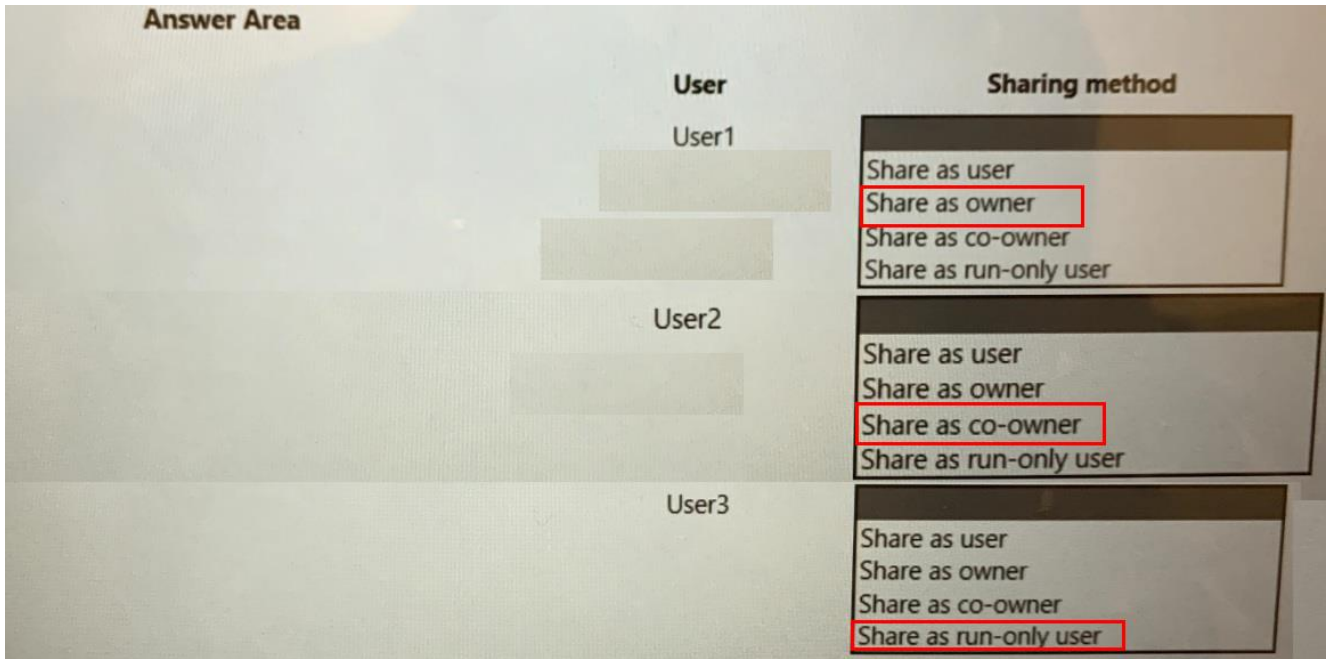 Answer Area
User Sharing method
User1
Share as user
Share as owner
Share as co-owner
Share as run-only user
User2
Share as user
Share as owner
Share as co-owner
Share as run-only user
User3
Share as user
Share as owner
Share as co-owner
Share as run-only user